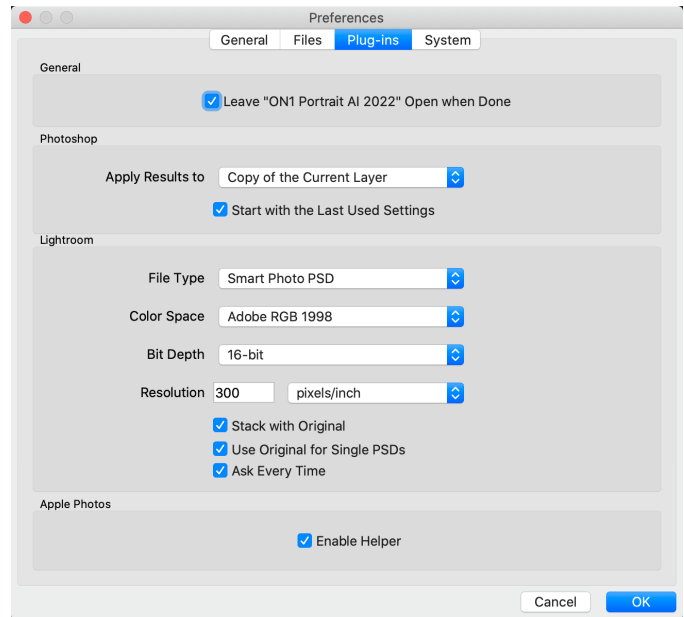 Preferences
General Files Plug-ins System
General
Leave "ON1 Portrait AI 2022" Open when Done
Photoshop
Apply Results to Copy of the Current Layer
Start with the Last Used Settings
Lightroom
File Type Smart Photo PSD
Color Space Adobe RGB 1998
Bit Depth 16-bit
Resolution 300 pixels/inch
Stack with Original
Use Original for Single PSDs
Ask Every Time
Apple Photos
Enable Helper
Cancel OK